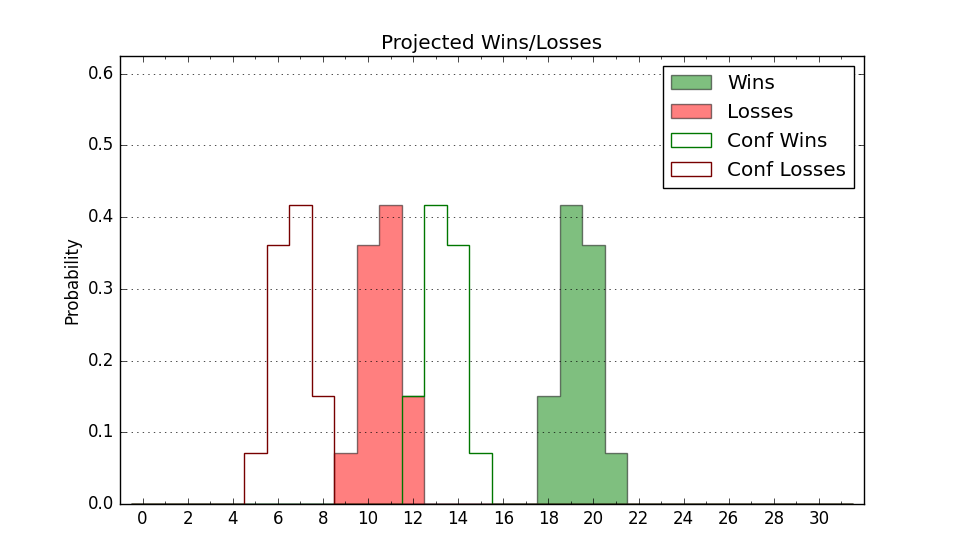 Projected Wins/Losses
Wins
Losses
Conf Wins
Conf Losses
Probability
0.6
0.5
0.4
0.3
0.2
0.1
0.0
0 2 4 6 8 10 12 14 16 18 20 22 24 26 28 30